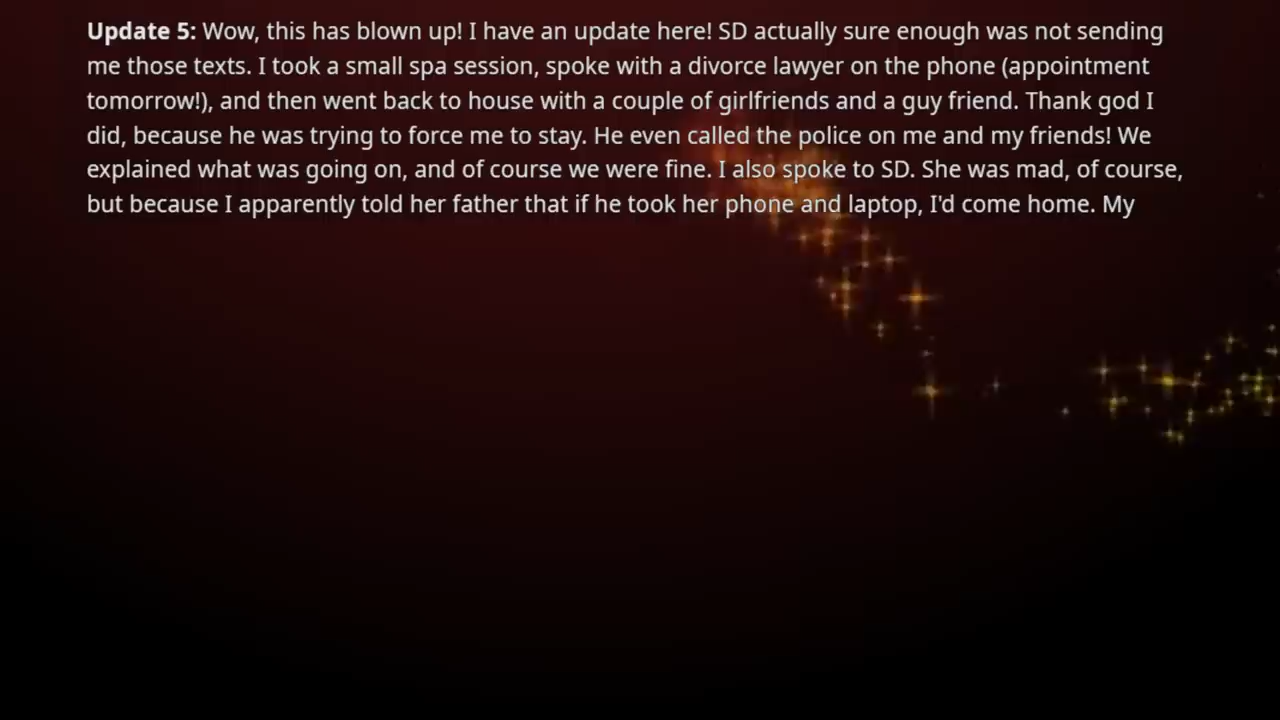 Update 5: Wow, this has blown up! I have an update here! SD actually sure enough was not sending
me those texts. I took a small spa session, spoke with a divorce lawyer on the phone (appointment
tomorrow!), and then went back to house with a couple of girlfriends and a guy friend. Thank god I
did, because he was trying to force me to stay. He even called the police on me and my friends! We
explained what was going on, and of course we were fine. I also spoke to SD. She was mad, of course,
but because I apparently told her father that if he took her phone and laptop, I'd come home. My